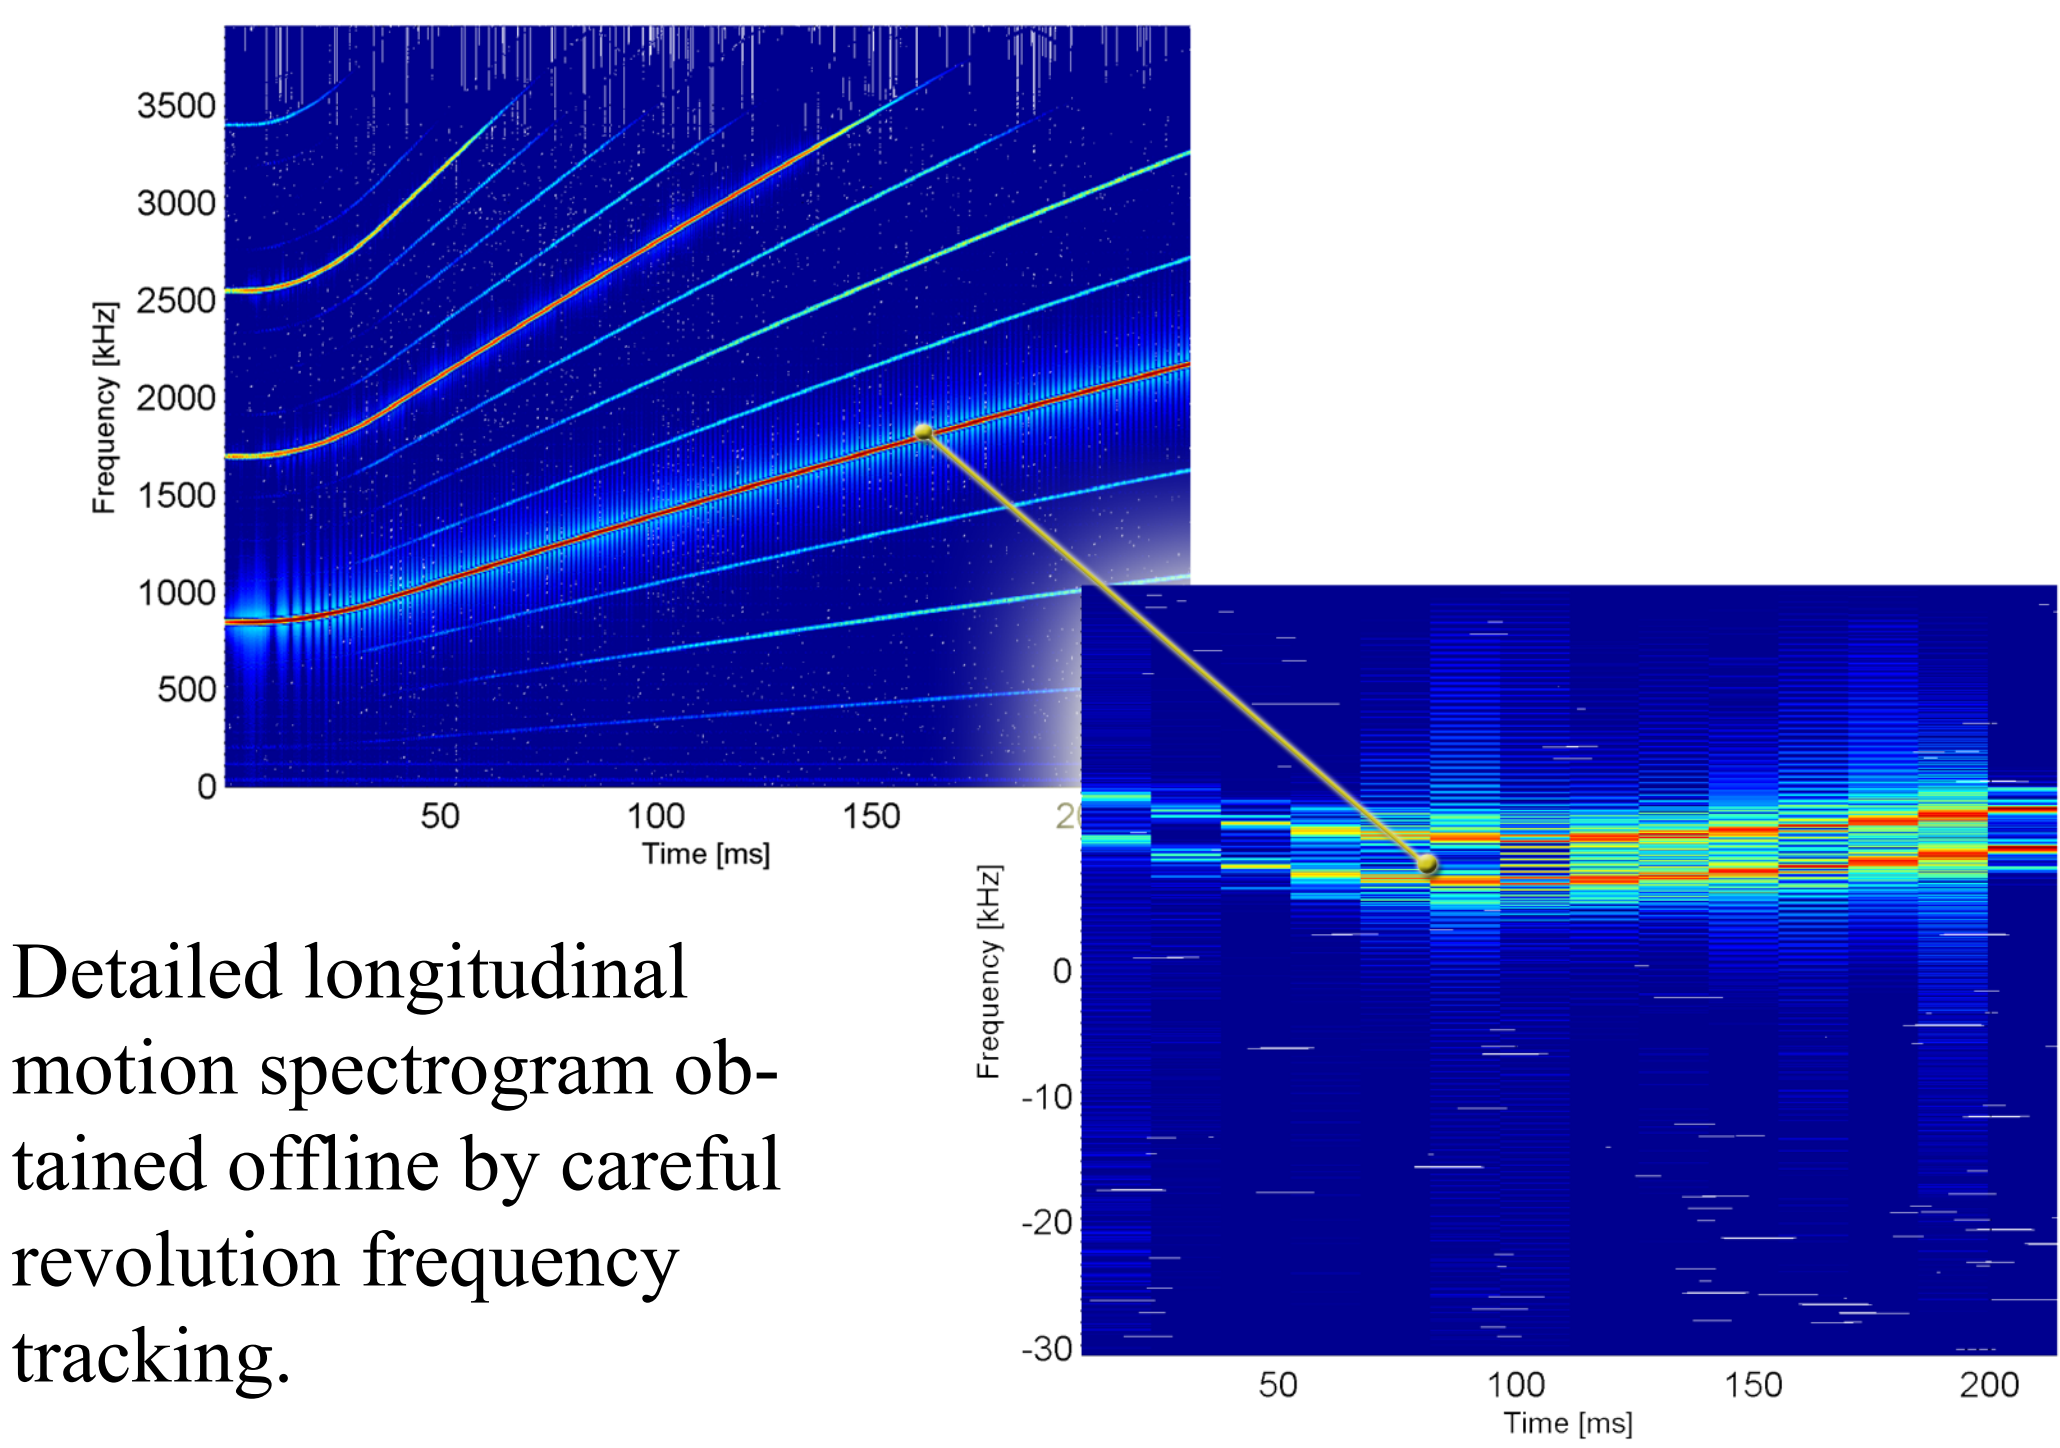 3500
3000
2500
2000
1500
1000
500
0
Frequency [kHz]
50 100 150 20
Time [ms]
Detailed longitudinal
motion spectrogram ob-
tained offline by careful
revolution frequency
tracking.
0
-10
-20
-30
Frequency [kHz]
50 100 150 200
Time [ms]